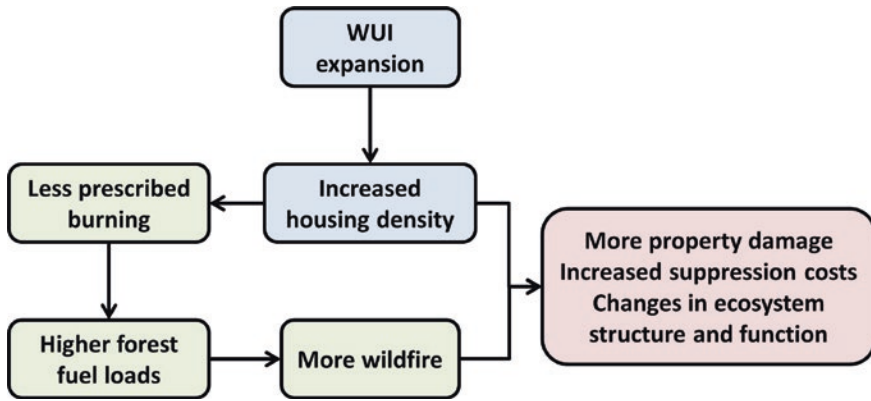 WUI
expansion
Less prescribed
burning
Increased
housing density
More property damage
Increased suppression costs
Changes in ecosystem
structure and function
Higher forest
fuel loads
More wildfire